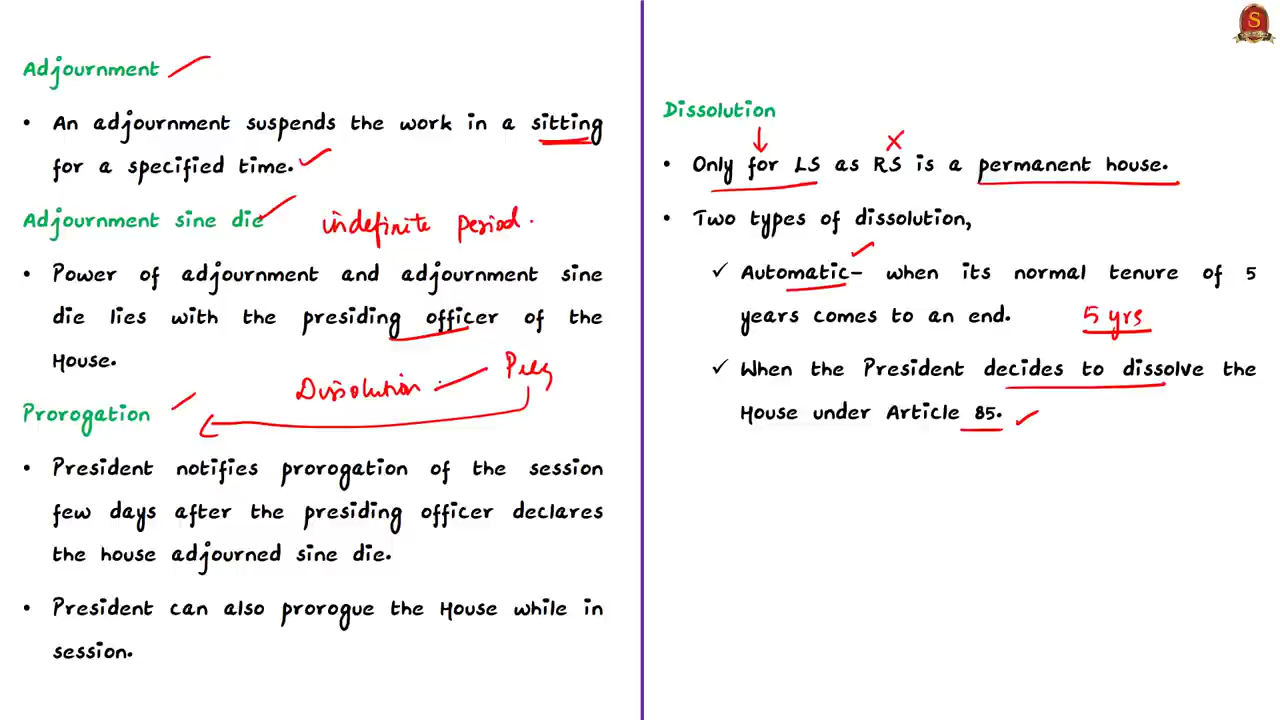 Adjournment
• An adjournment suspends the work in a sitting
for a specified time.
Adjournment sine die
indefinite period.
• Power of adjournment and adjournment sine
die lies with the presiding officer of the
House.
Dissolution
Prorogation
• President notifies prorogation of the session
few days after the presiding officer declares
the house adjourned sine die.
• President can also prorogue the House while in
session.
S
Dissolution
• Only for LS as RS is a permanent house.
• Two types of dissolution,
✓ Automatic- when its normal tenure of 5
years comes to an end.
5 yrs
✓ When the President decides to dissolve the
House under Article 85.